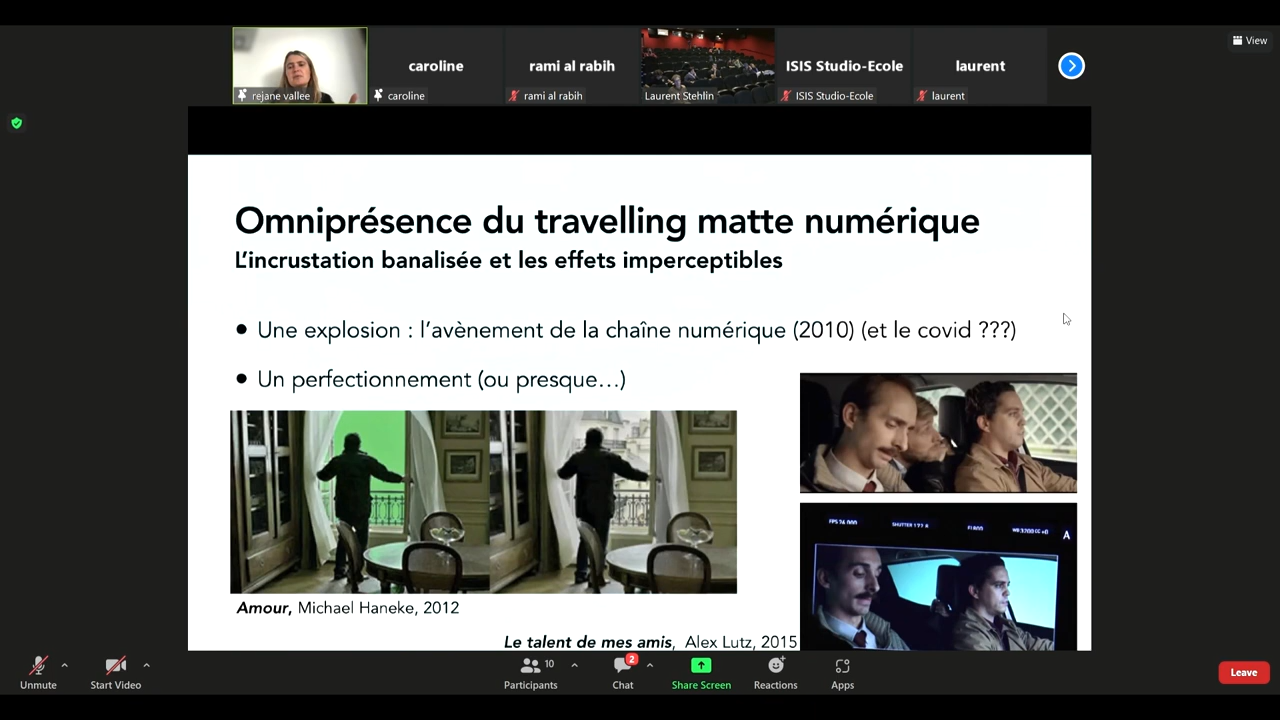 View
caroline
rami al rabih
ISIS Studio-Ecole
laurent
rejane vallee
caroline
rami al rabih
Laurent Stehlin
ISIS Studio-Ecole
laurent
Omniprésence du travelling matte numérique
L'incrustation banalisée et les effets imperceptibles
• Une explosion : l'avènement de la chaîne numérique (2010) (et le covid ???)
• Un perfectionnement (ou presque…)
FPS 24.000
A
Amour, Michael Haneke, 2012
Le talent de mes amis, Alex Lutz, 2015
Unmute
Start Video
10
Participants
2
Chat
Share Screen
Reactions
Apps
Leave